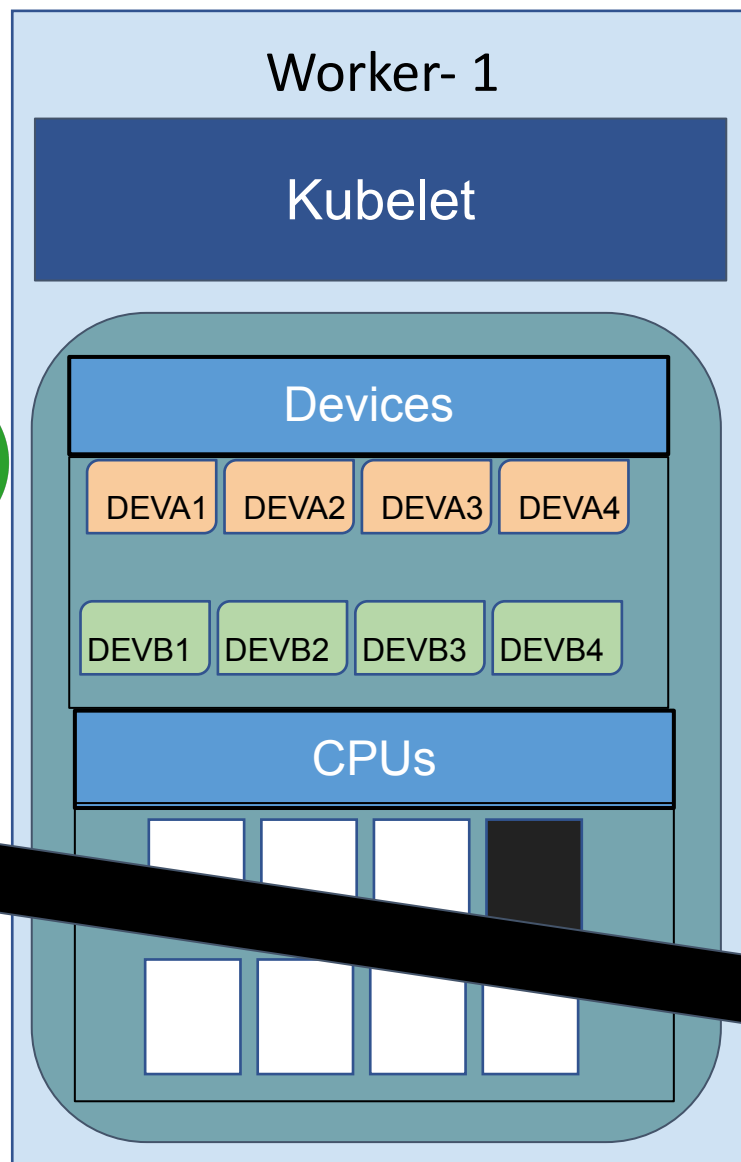 Worker- 1
Kubelet
Devices
DEVA1 DEVA2 DEVA3 DEVA4
DEVB1 DEVB2 DEVB3 DEVB4
CPUs